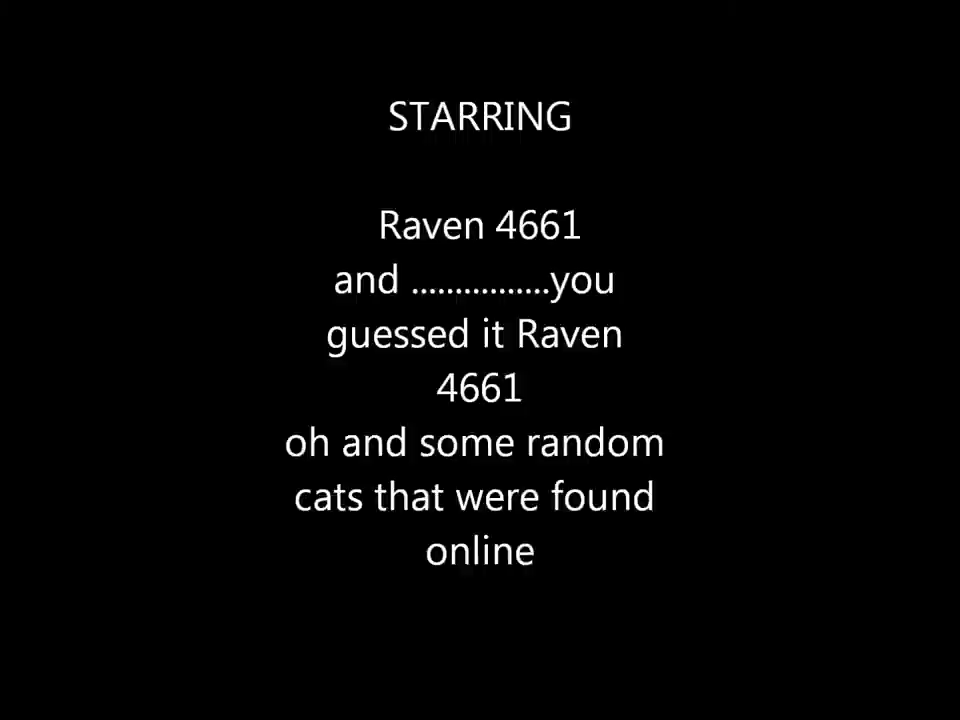 STARRING
Raven 4661
and ................you
guessed it Raven
4661
oh and some random
cats that were found
online